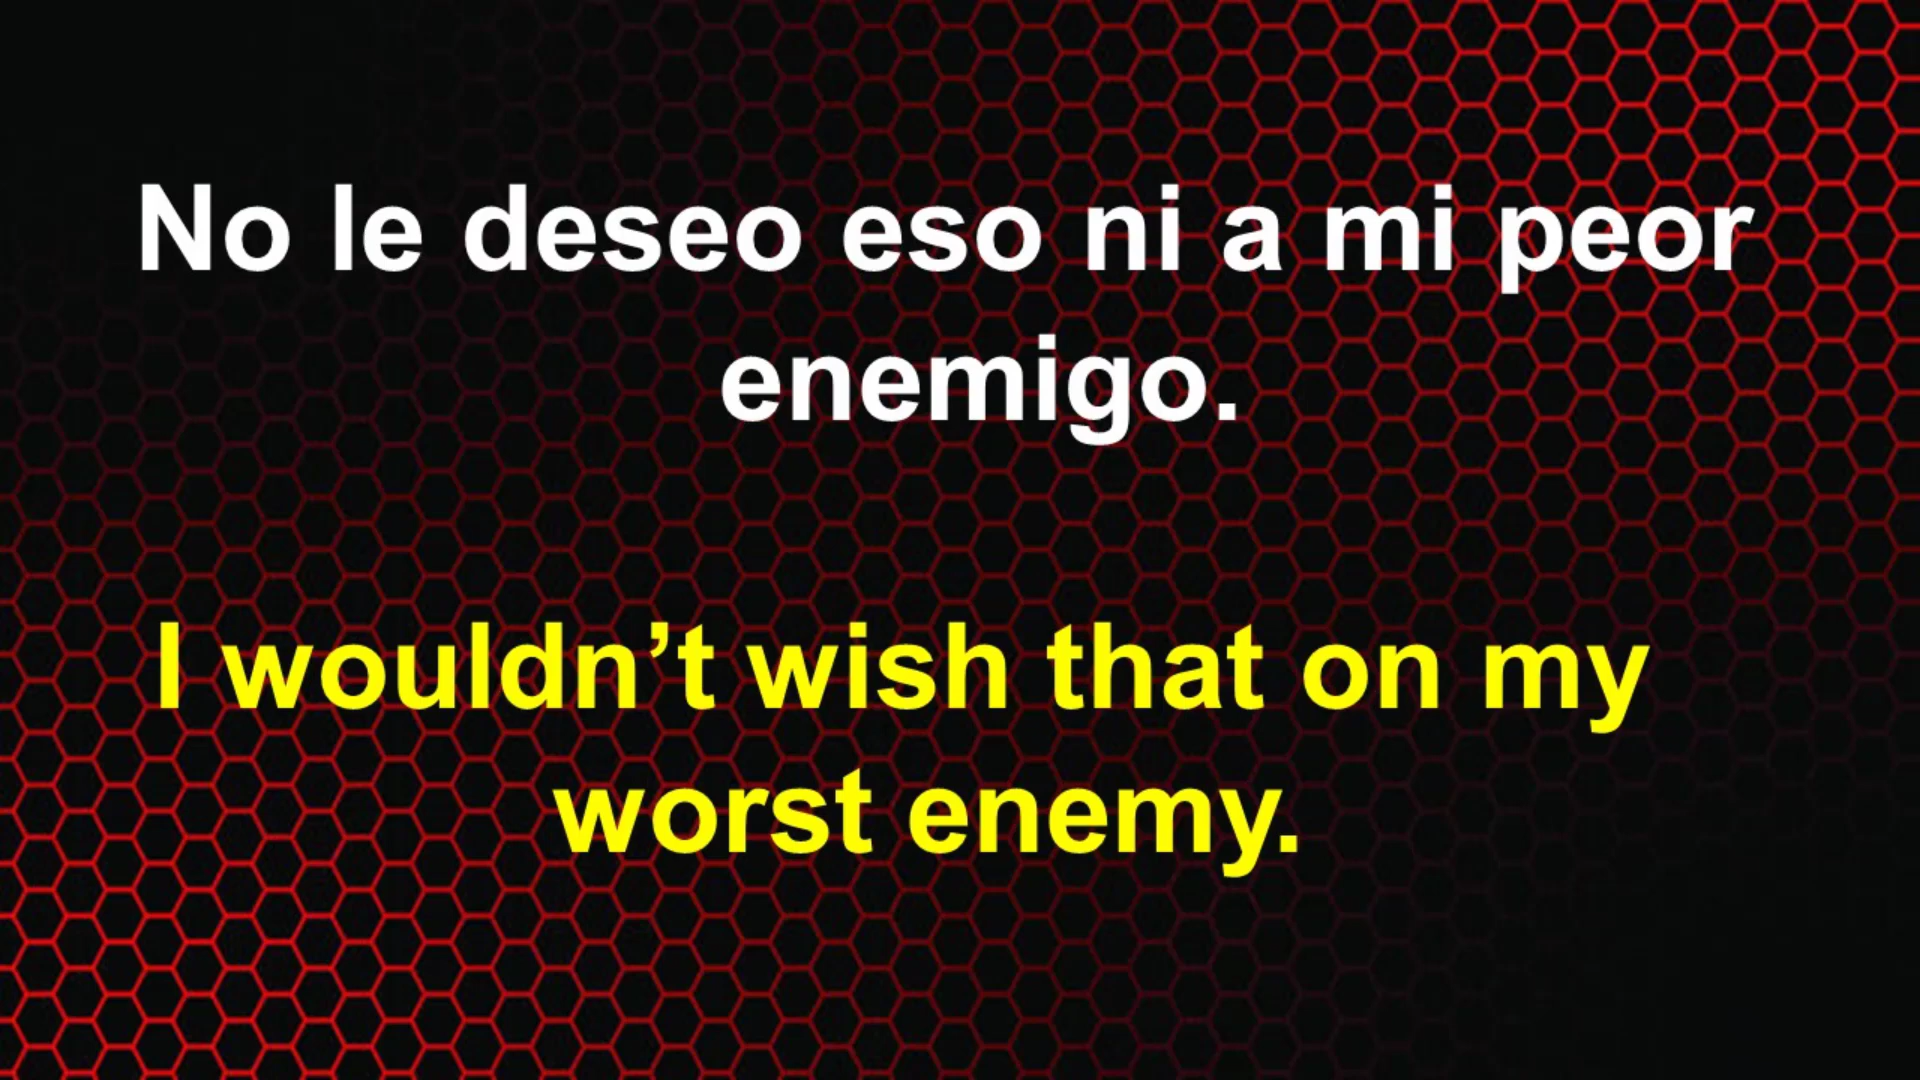 No le deseo eso ni a mi peor
enemigo.
I wouldn’t wish that on my
worst enemy.